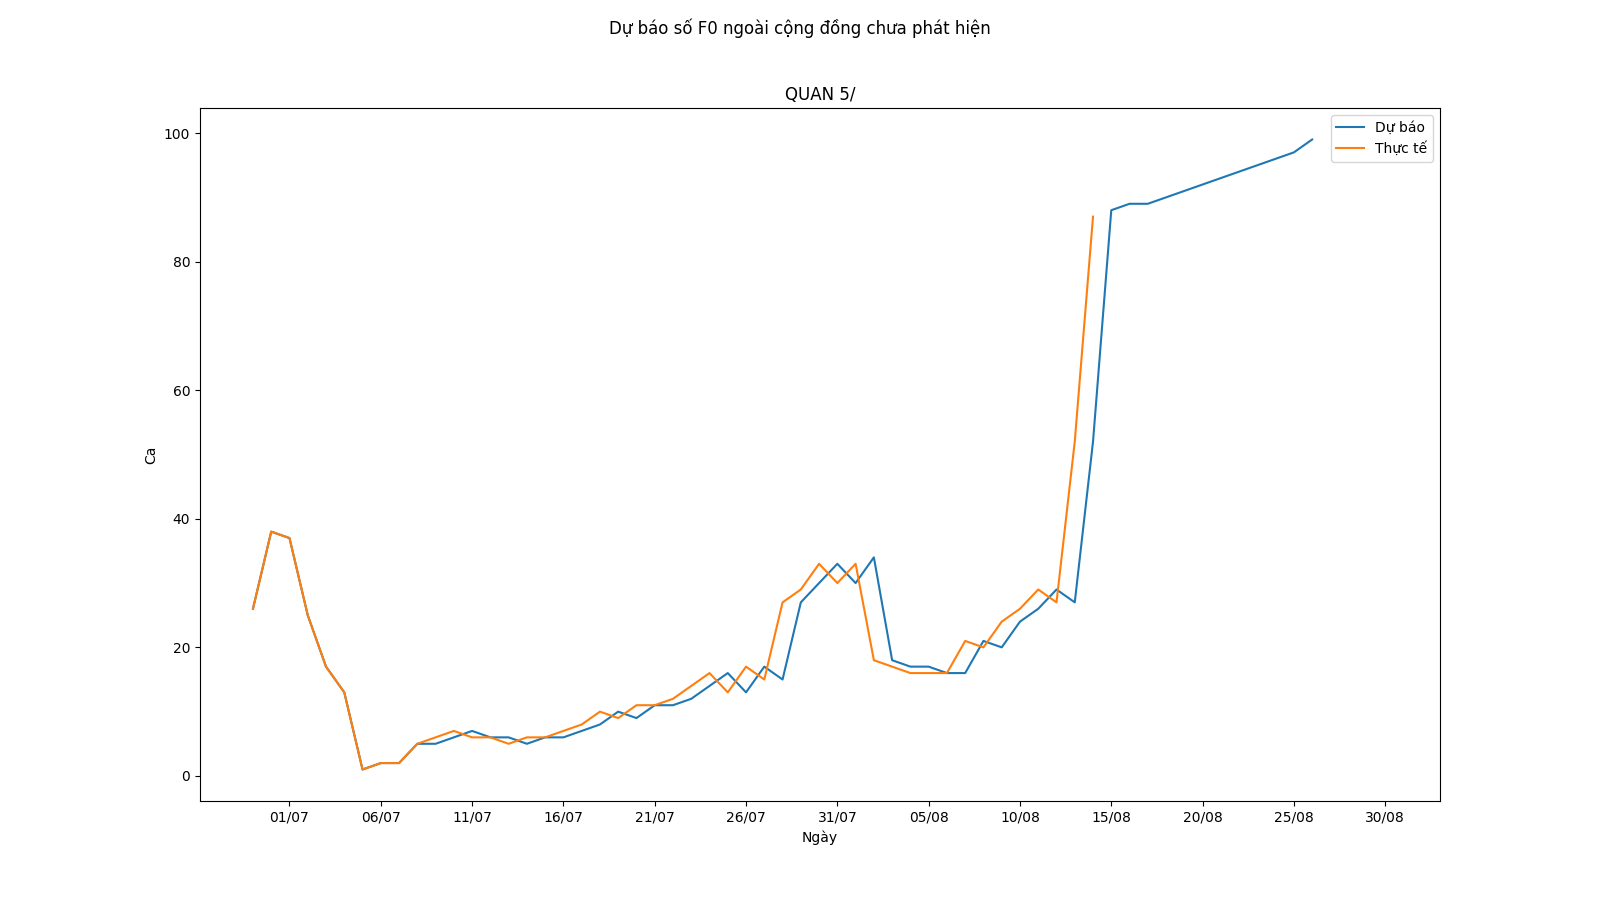 Dự báo số F0 ngoài cộng đồng chưa phát hiện
QUAN 5/
Dự báo
Thực tế
100
80
60
40
20
0
Ca
01/07 06/07 11/07 16/07 21/07 26/07 31/07 05/08 10/08 15/08 20/08 25/08 30/08
Ngày